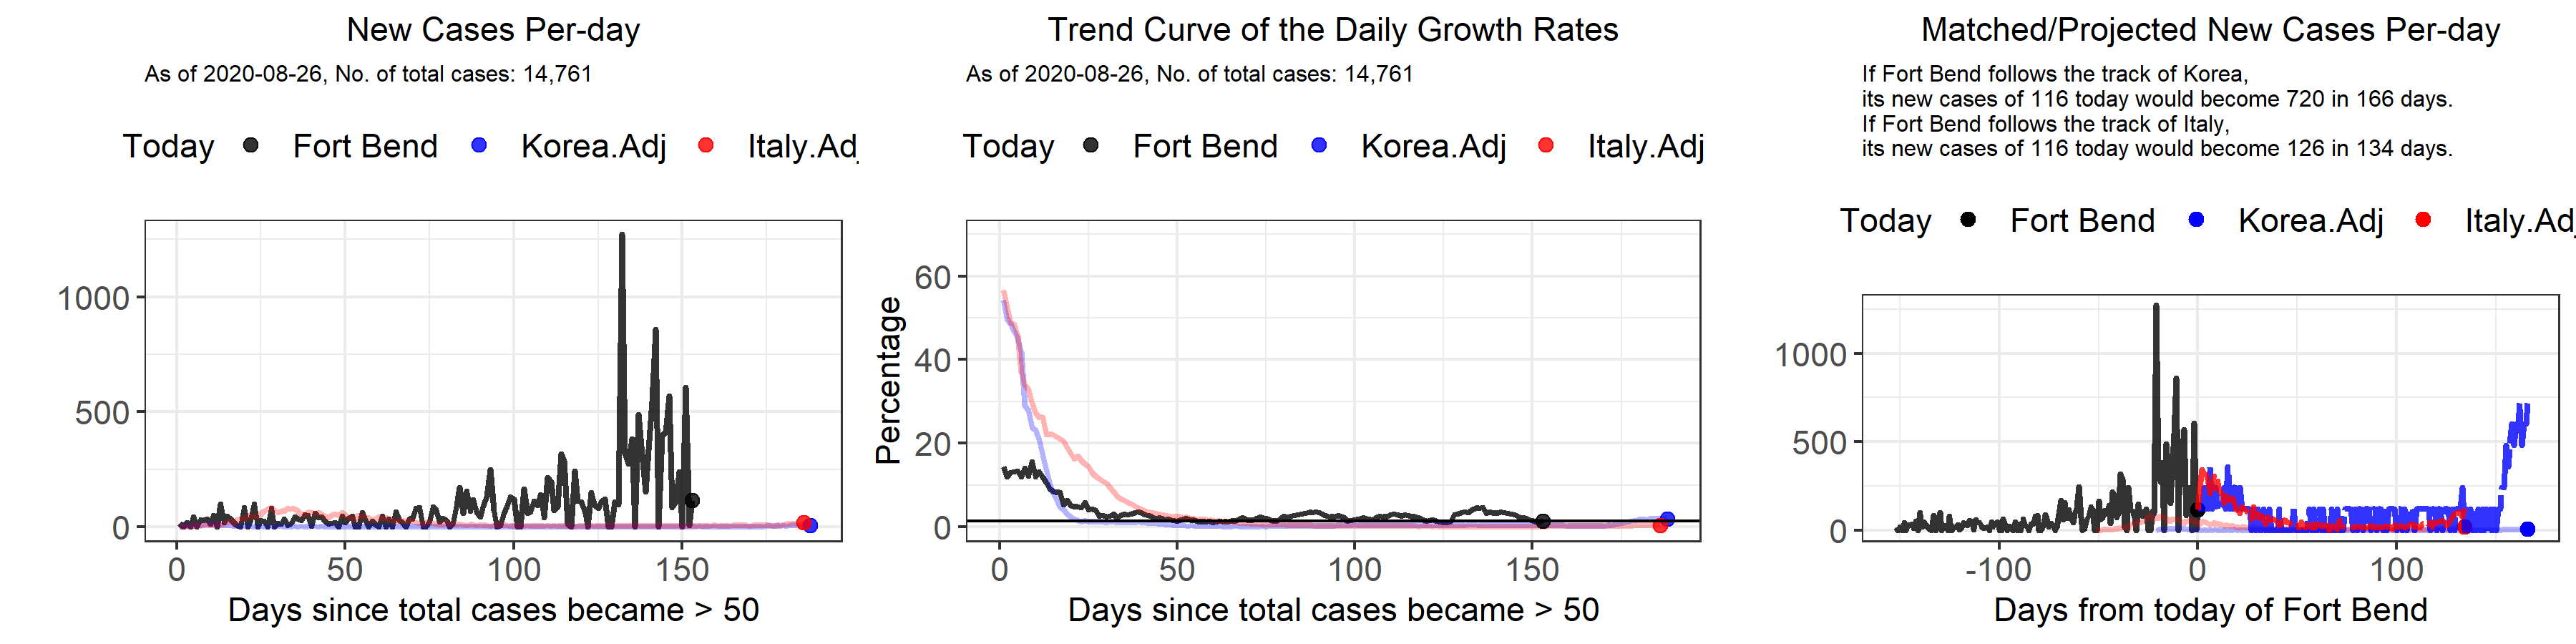 New Cases Per-day
As of 2020-08-26, No. of total cases: 14,761
Today Fort Bend Korea.Adj Italy.Ad
1000
500
0
0 50 100 150
Days since total cases became > 50
Trend Curve of the Daily Growth Rates
As of 2020-08-26, No. of total cases: 14,761
Today Fort Bend Korea.Adj Italy.Adj
Percentage
60
40
20
0
0 50 100 150
Days since total cases became > 50
Matched/Projected New Cases Per-day
If Fort Bend follows the track of Korea,
its new cases of 116 today would become 720 in 166 days.
If Fort Bend follows the track of Italy,
its new cases of 116 today would become 126 in 134 days.
Today Fort Bend Korea.Adj Italy.Adj
1000
500
0
-100 0 100
Days from today of Fort Bend